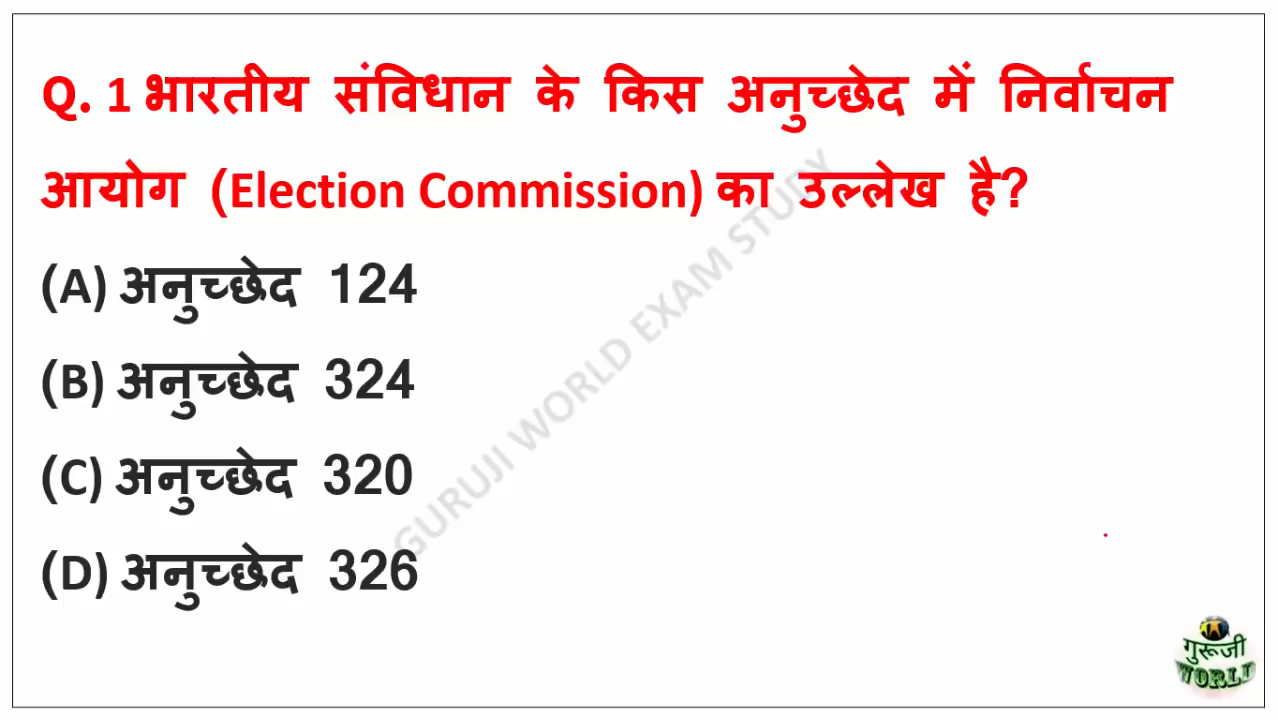 Q. 1 भारतीय संविधान के किस अनुच्छेद में निर्वाचन
आयोग (Election Commission) का उल्लेख है?
(A) अनुच्छेद 124
(B) अनुच्छेद 324
(C) अनुच्छेद 320
(D) अनुच्छेद 326
GURUJI WORLD EXAM STUDY
गुरूजी
WORLD